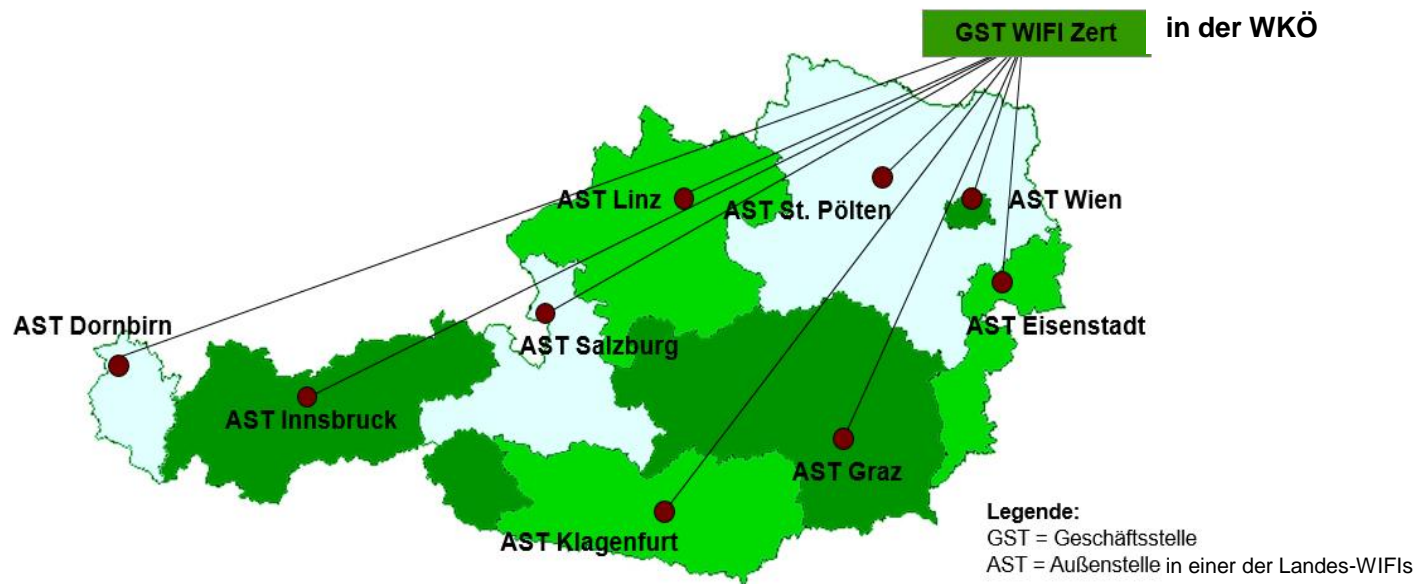 GST WIFI Zert in der WKÖ
AST Linz
AST St. Pölten
AST Wien
AST Dornbirn
AST Salzburg
AST Eisenstadt
AST Innsbruck
AST Graz
AST Klagenfurt
Legende:
GST = Geschäftsstelle
AST = Außenstelle in einer der Landes-WIFIs